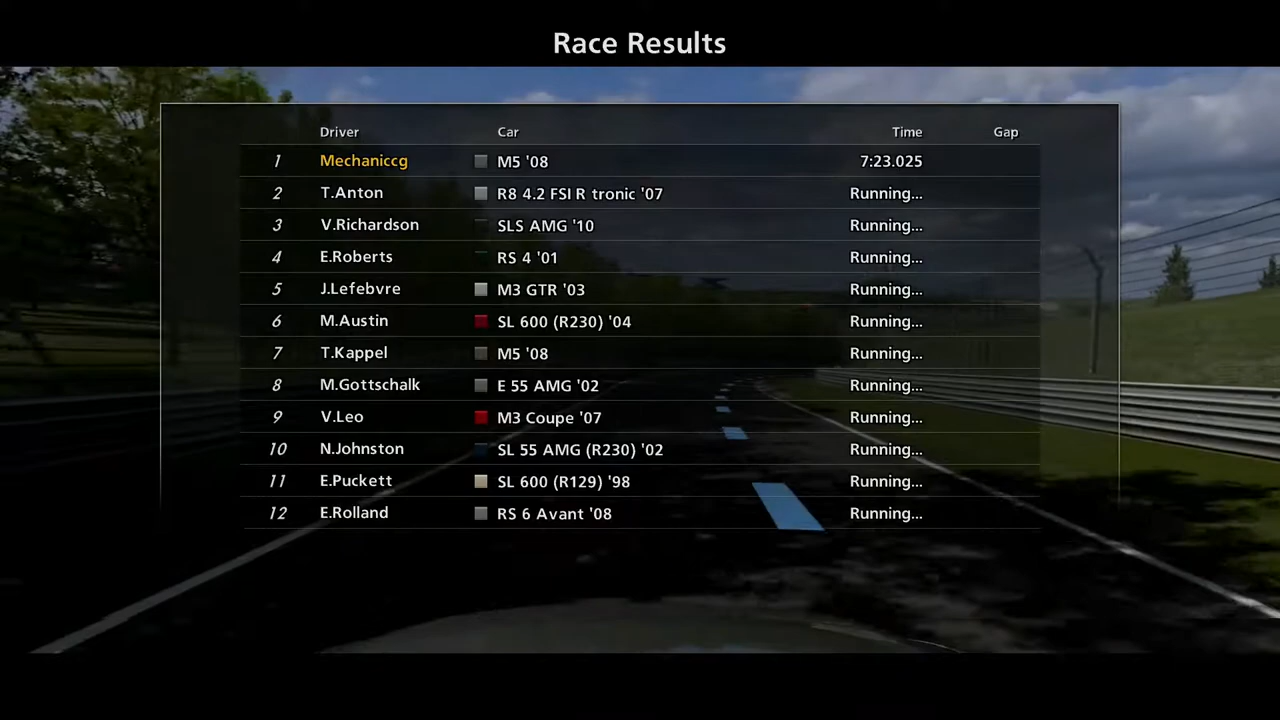 Race Results
Driver Car Time Gap
1 Mechaniccg M5 '08 7:23.025
2 T.Anton R8 4.2 FSI R tronic '07 Running...
3 V.Richardson SLS AMG '10 Running...
4 E.Roberts RS 4 '01 Running...
5 J.Lefebvre M3 GTR '03 Running...
6 M.Austin SL 600 (R230) '04 Running...
7 T.Kappel M5 '08 Running...
8 M.Gottschalk E 55 AMG '02 Running...
9 V.Leo M3 Coupe '07 Running...
10 N.Johnston SL 55 AMG (R230) '02 Running...
11 E.Puckett SL 600 (R129) '98 Running...
12 E.Rolland RS 6 Avant '08 Running...